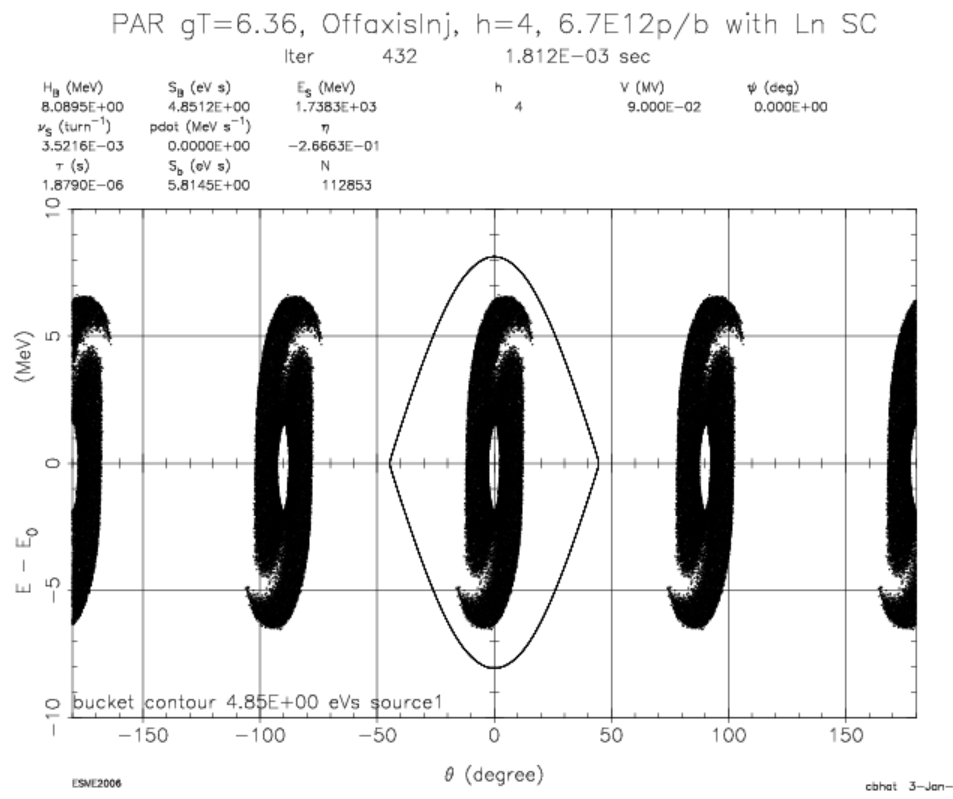 PAR gT=6.36, OffaxisInj, h=4, 6.7E12p/b with Ln SC
Iter 432 1.812E−03 sec
H_B (MeV) S_B (eV s) E_S (MeV) h V (MV) ψ (deg)
8.0895E+00 4.8512E+00 1.7383E+03 4 9.000E−02 0.000E+00
ν_S (turn⁻¹) pdot (MeV s⁻¹) η
3.5216E−03 0.0000E+00 −2.6663E−01
τ (s) S_b (eV s) N
1.8790E−06 5.8145E+00 112853
10
5
0
−5
−10
E − E_0 (MeV)
bucket contour 4.85E+00 eVs source1
−150 −100 −50 0 50 100 150
θ (degree)
ESME2006 cbhat 3−Jan−